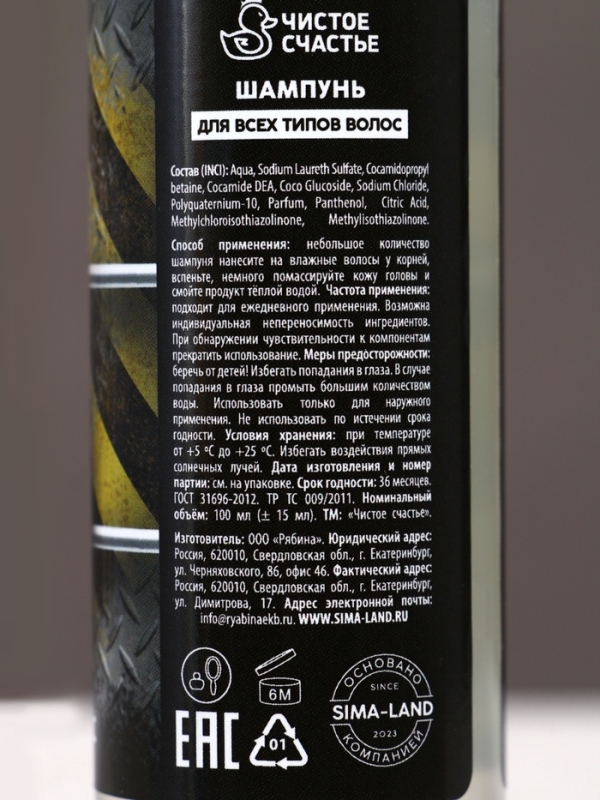 ЧИСТОЕ
СЧАСТЬЕ
ШАМПУНЬ
ДЛЯ ВСЕХ ТИПОВ ВОЛОС
Состав (INCI): Aqua, Sodium Laureth Sulfate, Cocamidopropyl
betaine, Cocamide DEA, Coco Glucoside, Sodium Chloride,
Polyquaternium-10, Parfum, Panthenol, Citric Acid,
Methylchloroisothiazolinone, Methylisothiazolinone.
Способ применения: небольшое количество
шампуня нанесите на влажные волосы у корней,
вспеньте, немного помассируйте кожу головы и
смойте продукт тёплой водой. Частота применения:
подходит для ежедневного применения. Возможна
индивидуальная непереносимость ингредиентов.
При обнаружении чувствительности к компонентам
прекратить использование. Меры предосторожности:
беречь от детей! Избегать попадания в глаза. В случае
попадания в глаза промыть большим количеством
воды. Использовать только для наружного
применения. Не использовать по истечении срока
годности. Условия хранения: при температуре
от +5 ºС до +25 ºС. Избегать воздействия прямых
солнечных лучей. Дата изготовления и номер
партии: см. на упаковке. Срок годности: 36 месяцев.
ГОСТ 31696-2012. ТР ТС 009/2011. Номинальный
объём: 100 мл (± 15 мл). ТМ: «Чистое счастье».
Изготовитель: ООО «Рябина». Юридический адрес:
Россия, 620010, Свердловская обл., г. Екатеринбург,
ул. Черняховского, 86, офис 46. Фактический адрес:
Россия, 620010, Свердловская обл., г. Екатеринбург,
ул. Димитрова, 17. Адрес электронной почты:
info@ryabinaekb.ru. WWW.SIMA-LAND.RU
6М
ЕАС
01
ОСНОВАНО
SINCE
SIMA-LAND
2023
КОМПАНИЕЙ